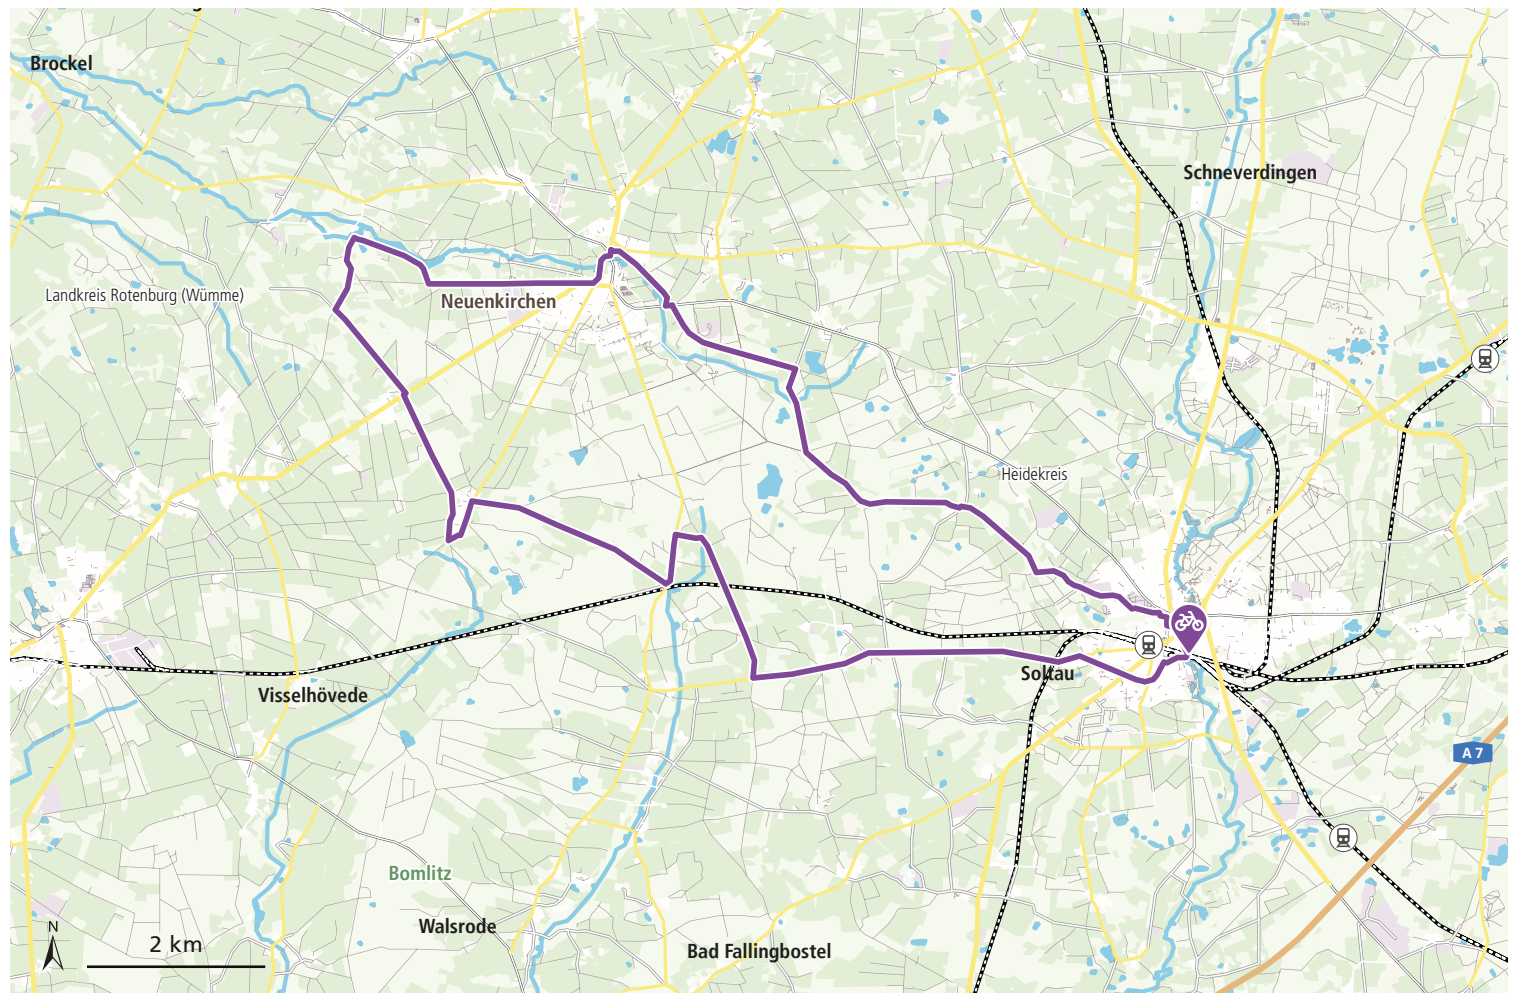 Brockel
Schneverdingen
Landkreis Rotenburg (Wümme)
Neuenkirchen
Heidekreis
Soltau
Visselhövede
A 7
Bomlitz
Walsrode
Bad Fallingbostel
N
2 km